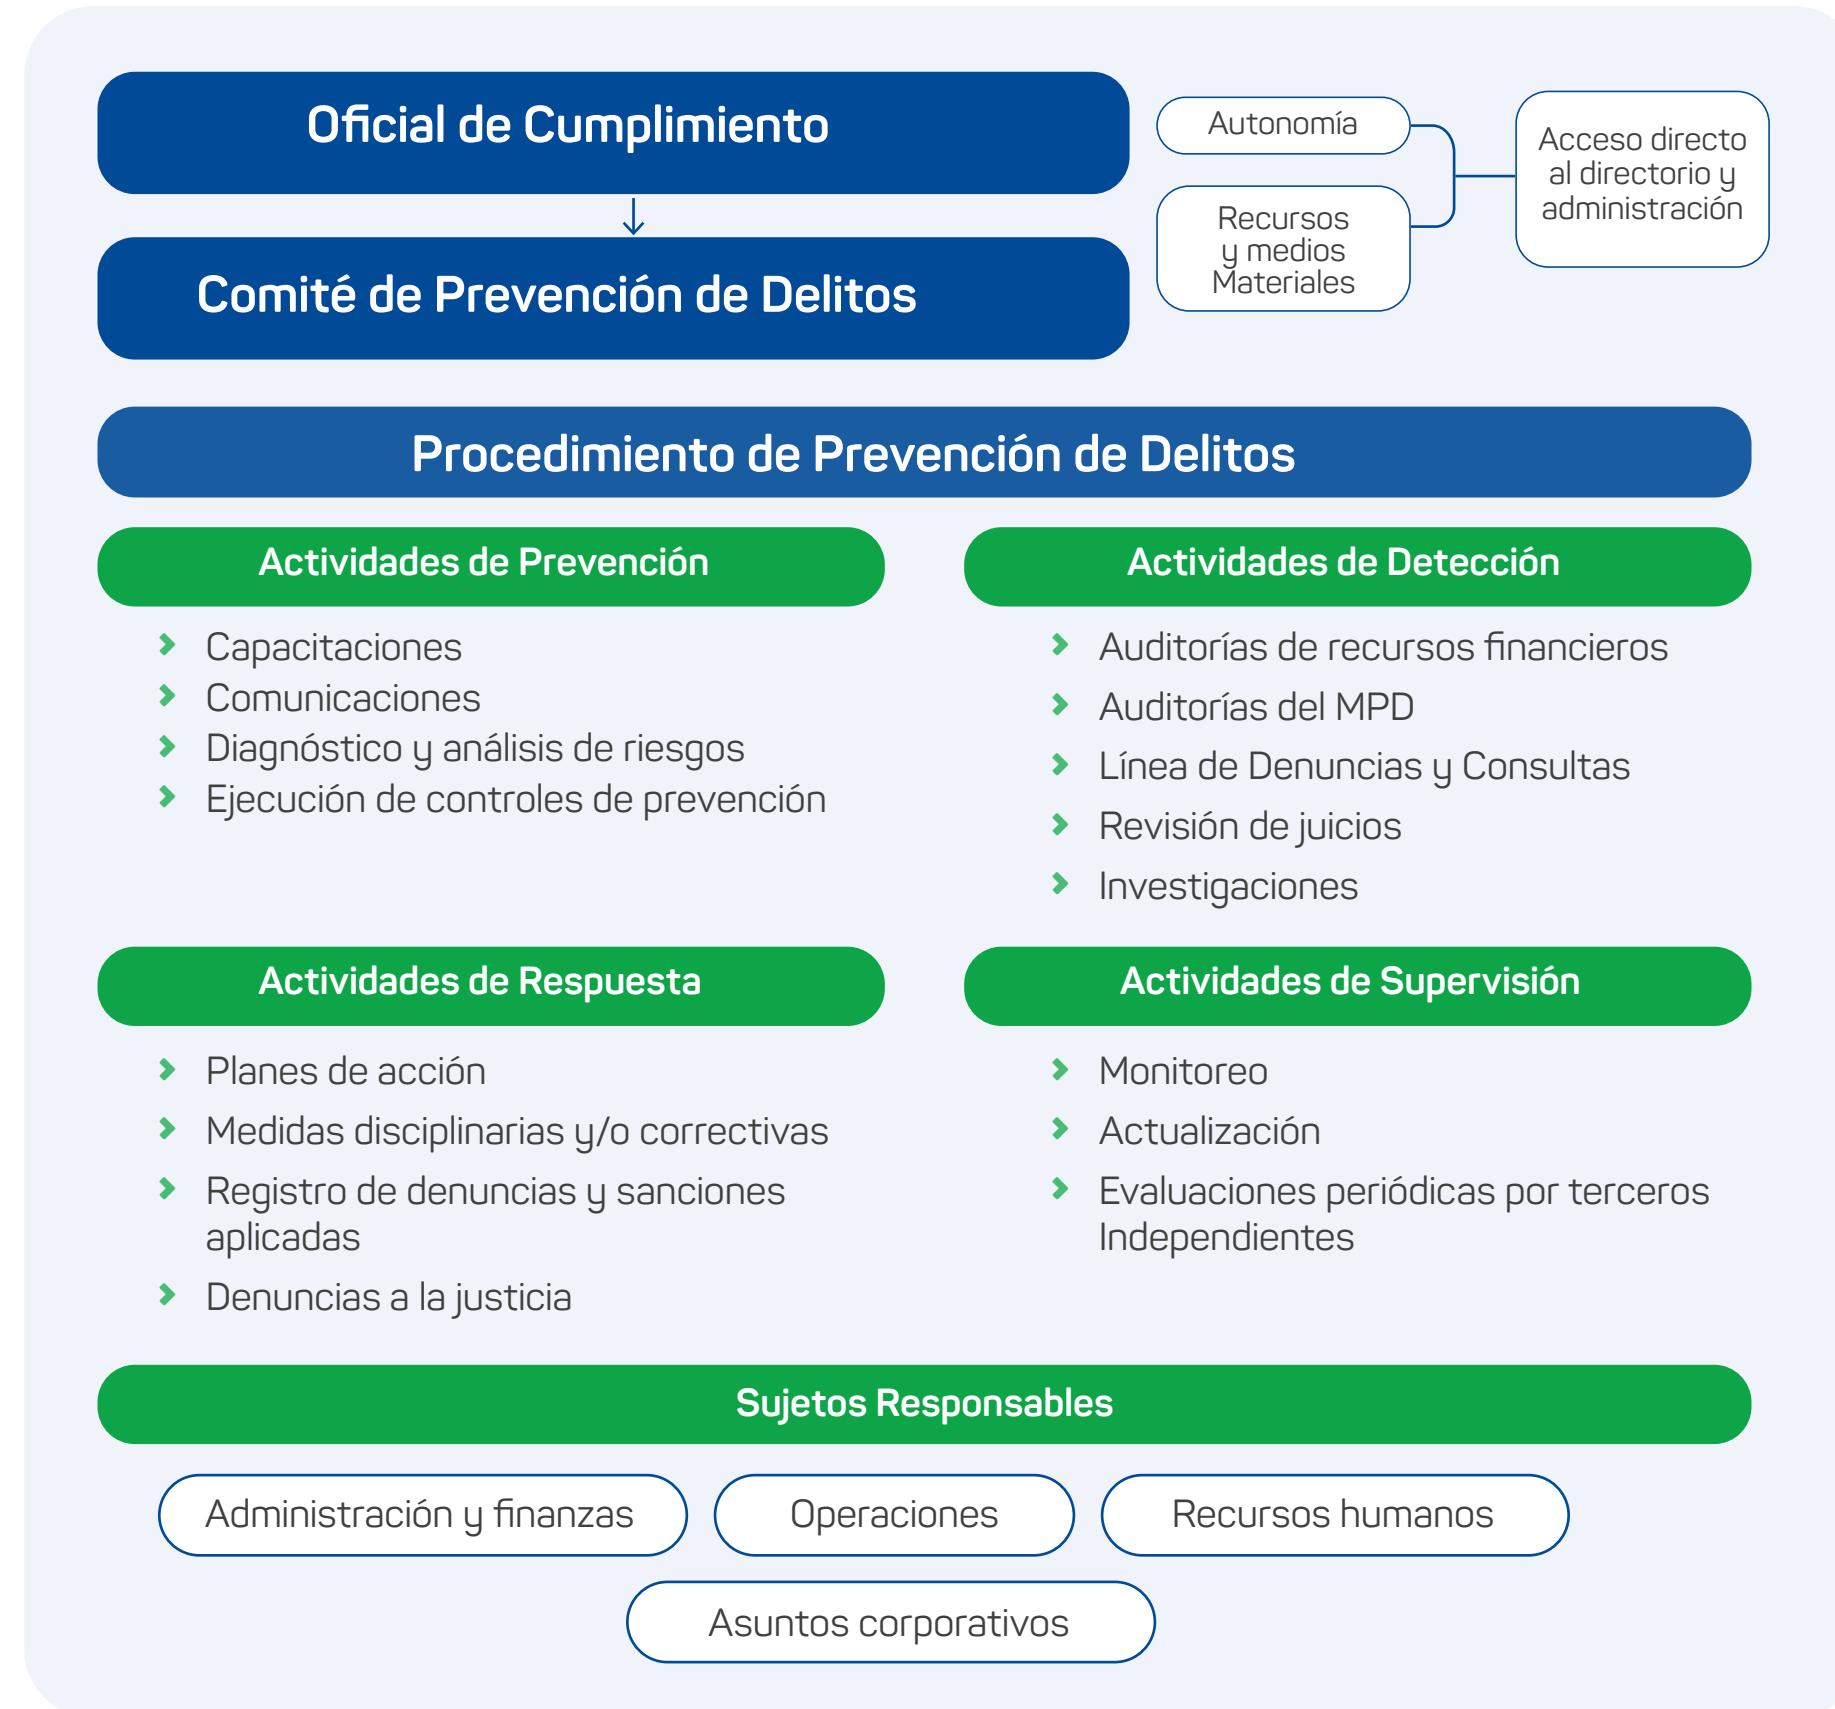 Oficial de Cumplimiento
Comité de Prevención de Delitos
Autonomía
Recursos
y medios
Materiales
Acceso directo
al directorio y
administración
Procedimiento de Prevención de Delitos
Actividades de Prevención
Capacitaciones
Comunicaciones
Diagnóstico y análisis de riesgos
Ejecución de controles de prevención
Actividades de Detección
Auditorías de recursos financieros
Auditorías del MPD
Línea de Denuncias y Consultas
Revisión de juicios
Investigaciones
Actividades de Respuesta
Planes de acción
Medidas disciplinarias y/o correctivas
Registro de denuncias y sanciones
aplicadas
Denuncias a la justicia
Actividades de Supervisión
Monitoreo
Actualización
Evaluaciones periódicas por terceros
Independientes
Sujetos Responsables
Administración y finanzas
Operaciones
Recursos humanos
Asuntos corporativos